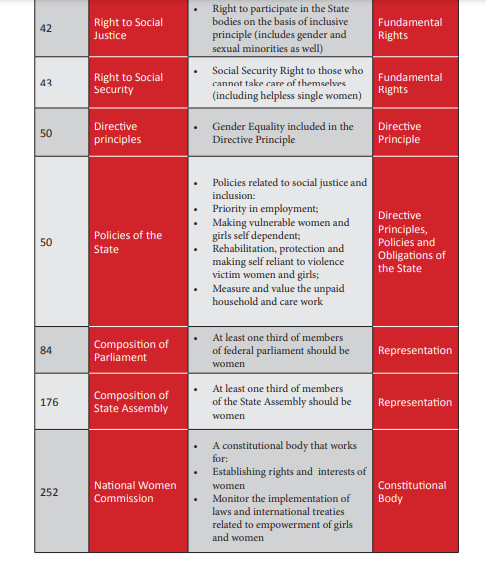 42
Right to Social
Justice
• Right to participate in the State
bodies on the basis of inclusive
principle (includes gender and
sexual minorities as well)
Fundamental
Rights
43
Right to Social
Security
• Social Security Right to those who
cannot take care of themselves
(including helpless single women)
Fundamental
Rights
50
Directive
principles
• Gender Equality included in the
Directive Principle
Directive
Principle
50
Policies of the
State
• Policies related to social justice and
inclusion:
• Priority in employment;
• Making vulnerable women and
girls self dependent;
• Rehabilitation, protection and
making self reliant to violence
victim women and girls;
• Measure and value the unpaid
household and care work
Directive
Principles,
Policies and
Obligations of
the State
84
Composition of
Parliament
• At least one third of members
of federal parliament should be
women
Representation
176
Composition of
State Assembly
• At least one third of members
of the State Assembly should be
women
Representation
252
National Women
Commission
• A constitutional body that works
for:
• Establishing rights and interests of
women
• Monitor the implementation of
laws and international treaties
related to empowerment of girls
and women
Constitutional
Body